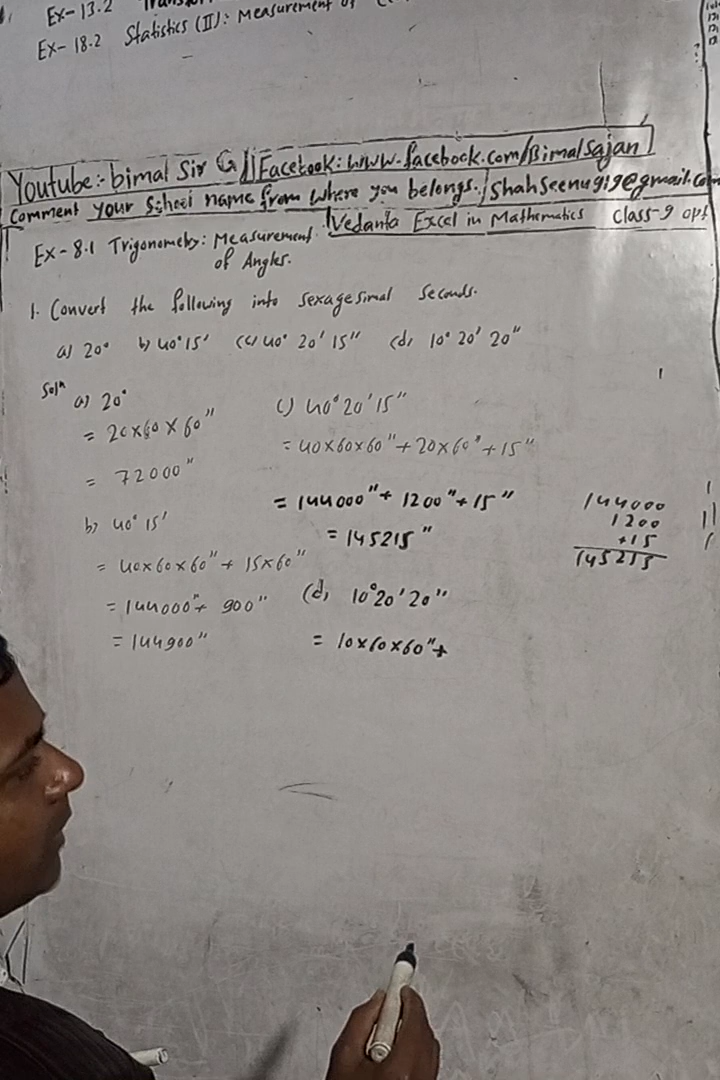 Ex-13.2
Ex-18.2 Statistics (II): Measurement of
Youtube:- bimal Sir G Facebook: www.facebook.com/BimalSajan
Comment your School name from where you belongs. shahseenu919@gmail.com
Vedanta Excel in Mathematics Class-9 opt
Ex-8.1 Trigonometry: Measurement
of Angles.
1. Convert the following into sexagesimal seconds.
a) 20° b) 40°15' (c) 40° 20' 15" (d) 10° 20' 20"
Solⁿ a) 20°
= 20×60×60"
= 72000"
b) 40° 15'
= 40×60×60" + 15×60"
= 144000" + 900"
= 144900"
c) 40°20'15"
= 40×60×60"+20×60"+15"
= 144000"+ 1200"+15"
= 145215"
144000
1200
+15
145215
(d) 10°20'20"
= 10×60×60"+